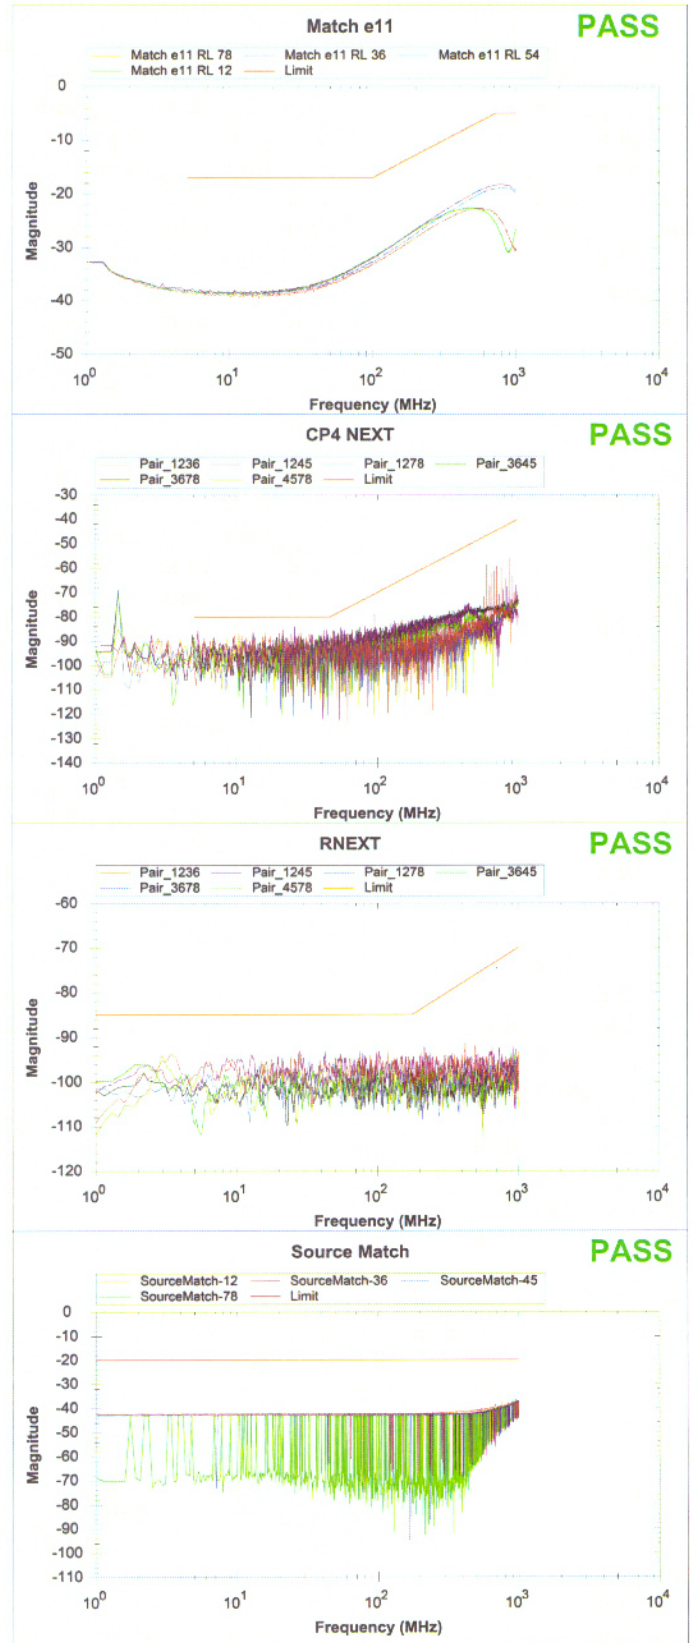 Match e11
PASS
Match e11 RL 78 Match e11 RL 36 Match e11 RL 54
Match e11 RL 12 Limit
0
-10
-20
-30
-40
-50
Magnitude
10⁰ 10¹ 10² 10³ 10⁴
Frequency (MHz)
CP4 NEXT
PASS
Pair_1236 Pair_1245 Pair_1278 Pair_3645
Pair_3678 Pair_4578 Limit
-30
-40
-50
-60
-70
-80
-90
-100
-110
-120
-130
-140
Magnitude
10⁰ 10¹ 10² 10³ 10⁴
Frequency (MHz)
RNEXT
PASS
Pair_1236 Pair_1245 Pair_1278 Pair_3645
Pair_3678 Pair_4578 Limit
-60
-70
-80
-90
-100
-110
-120
Magnitude
10⁰ 10¹ 10² 10³ 10⁴
Frequency (MHz)
Source Match
PASS
SourceMatch-12 SourceMatch-36 SourceMatch-45
SourceMatch-78 Limit
0
-10
-20
-30
-40
-50
-60
-70
-80
-90
-100
-110
Magnitude
10⁰ 10¹ 10² 10³ 10⁴
Frequency (MHz)